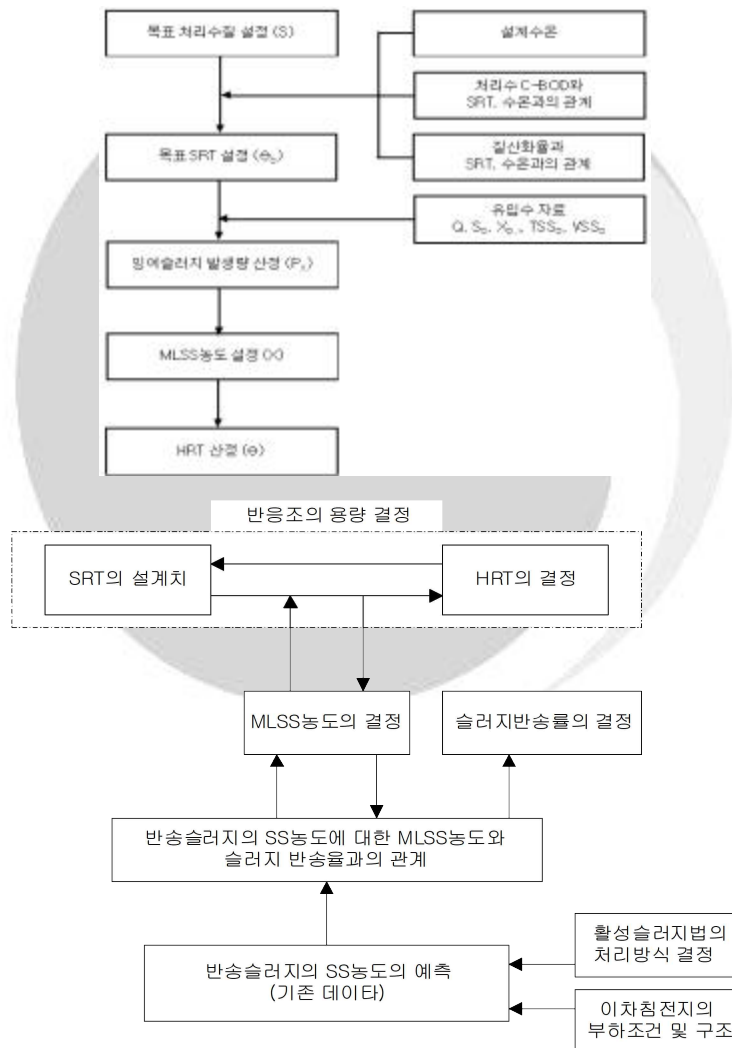 목표 처리수질 설정 (S)
설계수온
처리수 C-BOD와
SRT, 수온과의 관계
목표 SRT 설정 (Θc)
질산화율과
SRT, 수온과의 관계
유입수 자료
Q, S₀, X₀, TSS₀, VSS₀
잉여슬러지 발생량 산정 (Pₓ)
MLSS농도 설정 (X)
HRT 산정 (Θ)
반응조의 용량 결정
SRT의 설계치
HRT의 결정
MLSS농도의 결정
슬러지반송률의 결정
반송슬러지의 SS농도에 대한 MLSS농도와
슬러지 반송율과의 관계
반송슬러지의 SS농도의 예측
(기존 데이타)
활성슬러지법의
처리방식 결정
이차침전지의
부하조건 및 구조